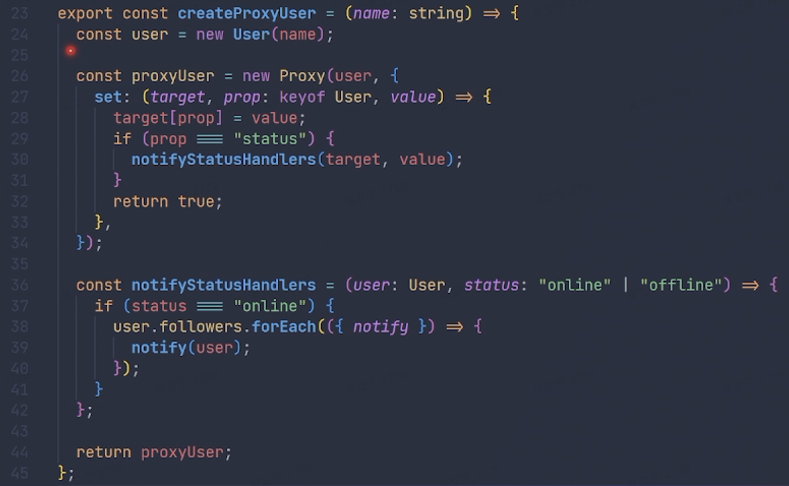 23 export const createProxyUser = (name: string) => {
24 const user = new User(name);
25
26 const proxyUser = new Proxy(user, {
27 set: (target, prop: keyof User, value) => {
28 target[prop] = value;
29 if (prop === "status") {
30 notifyStatusHandlers(target, value);
31 }
32 return true;
33 },
34 });
35
36 const notifyStatusHandlers = (user: User, status: "online" | "offline") => {
37 if (status === "online") {
38 user.followers.forEach(({ notify }) => {
39 notify(user);
40 });
41 }
42 };
43
44 return proxyUser;
45 };